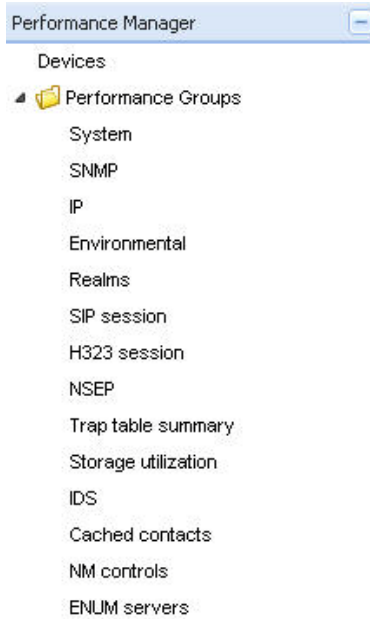 Performance Manager
Devices
Performance Groups
System
SNMP
IP
Environmental
Realms
SIP session
H323 session
NSEP
Trap table summary
Storage utilization
IDS
Cached contacts
NM controls
ENUM servers